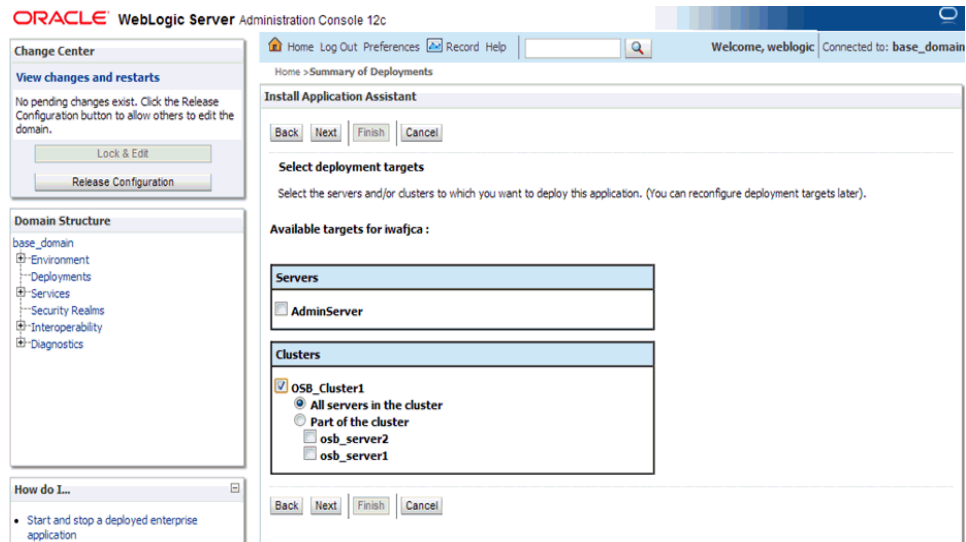 ORACLE WebLogic Server Administration Console 12c
Change Center
View changes and restarts
No pending changes exist. Click the Release
Configuration button to allow others to edit the
domain.
Lock & Edit
Release Configuration
Domain Structure
base_domain
Environment
Deployments
Services
Security Realms
Interoperability
Diagnostics
How do I...
Start and stop a deployed enterprise
application
Home Log Out Preferences Record Help
Welcome, weblogic Connected to: base_domain
Home >Summary of Deployments
Install Application Assistant
Back Next Finish Cancel
Select deployment targets
Select the servers and/or clusters to which you want to deploy this application. (You can reconfigure deployment targets later).
Available targets for iwafjca :
Servers
AdminServer
Clusters
OSB_Cluster1
All servers in the cluster
Part of the cluster
osb_server2
osb_server1
Back Next Finish Cancel